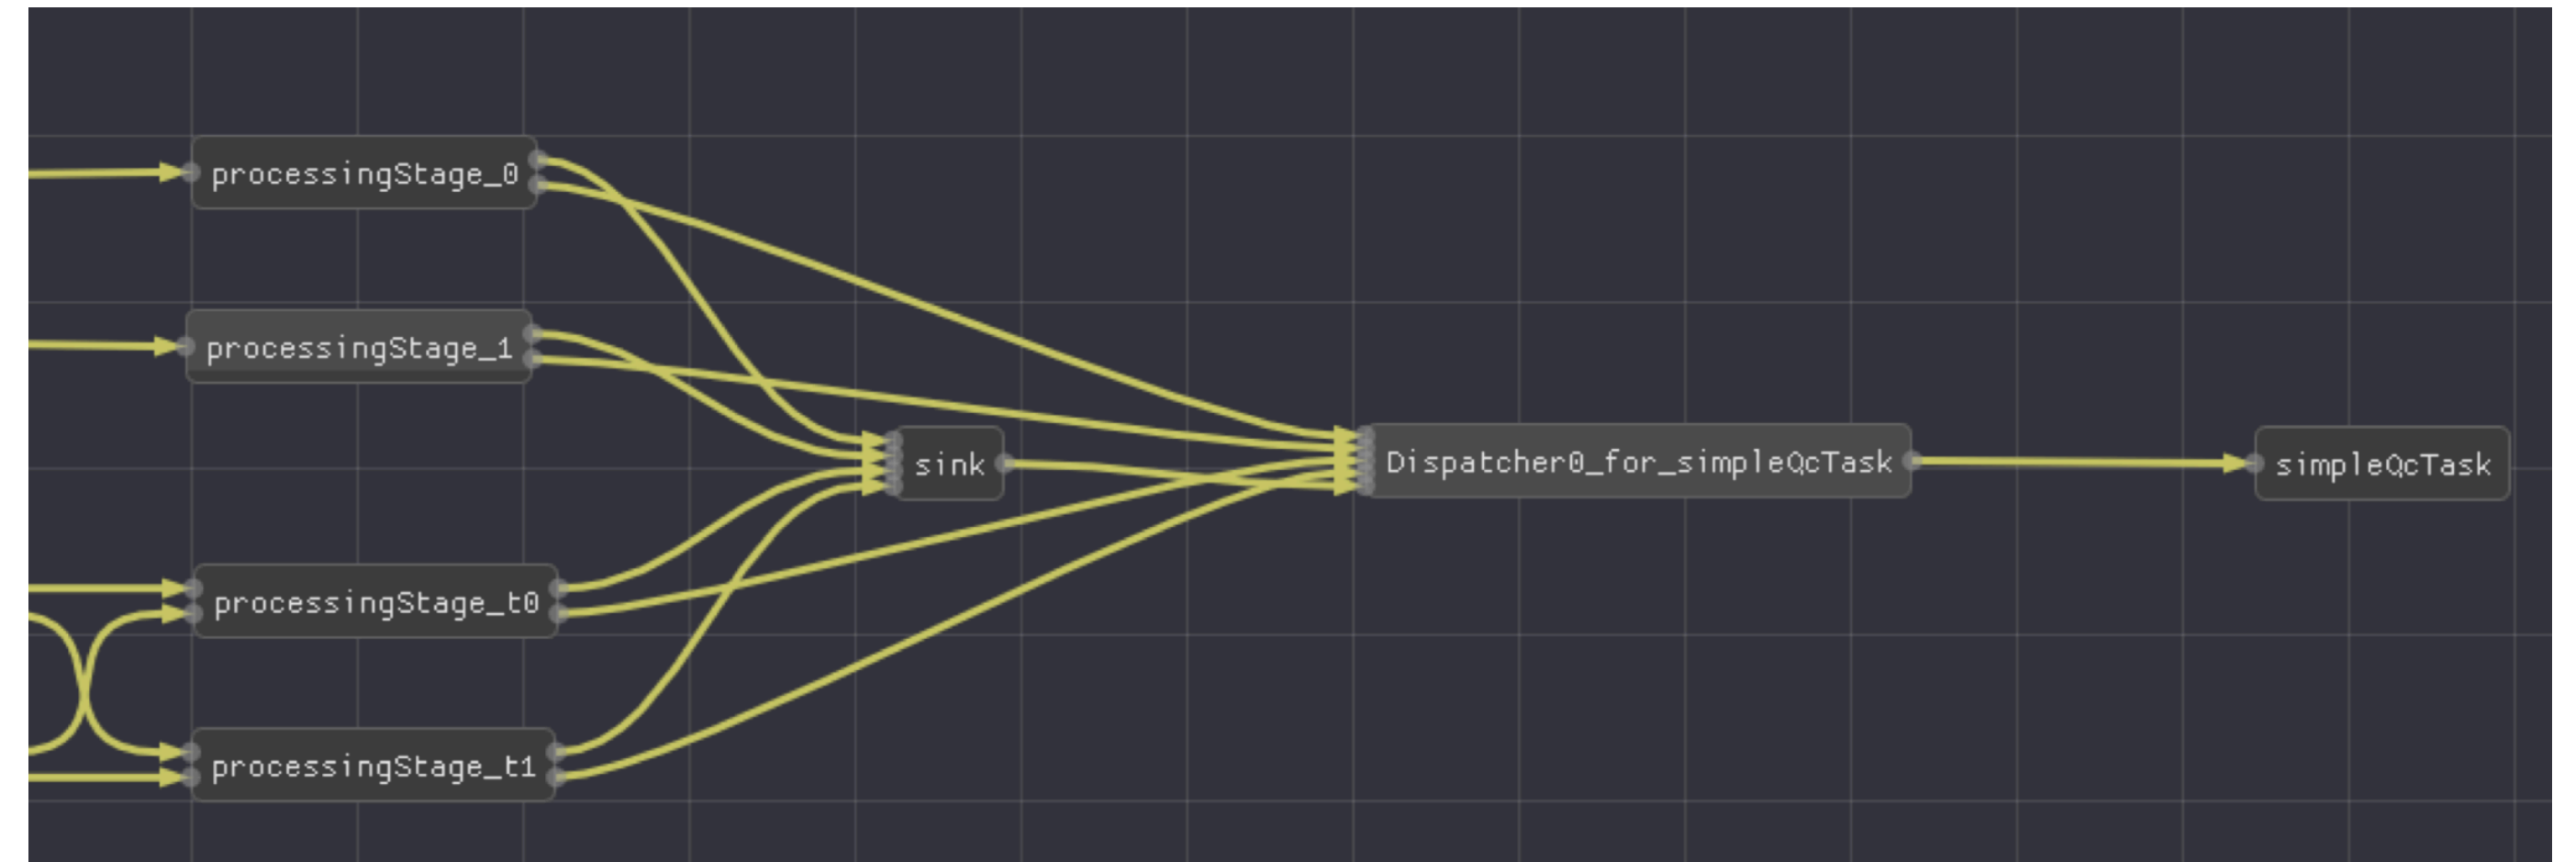 processingStage_0
processingStage_1
sink
Dispatcher0_for_simpleQcTask
simpleQcTask
processingStage_t0
processingStage_t1